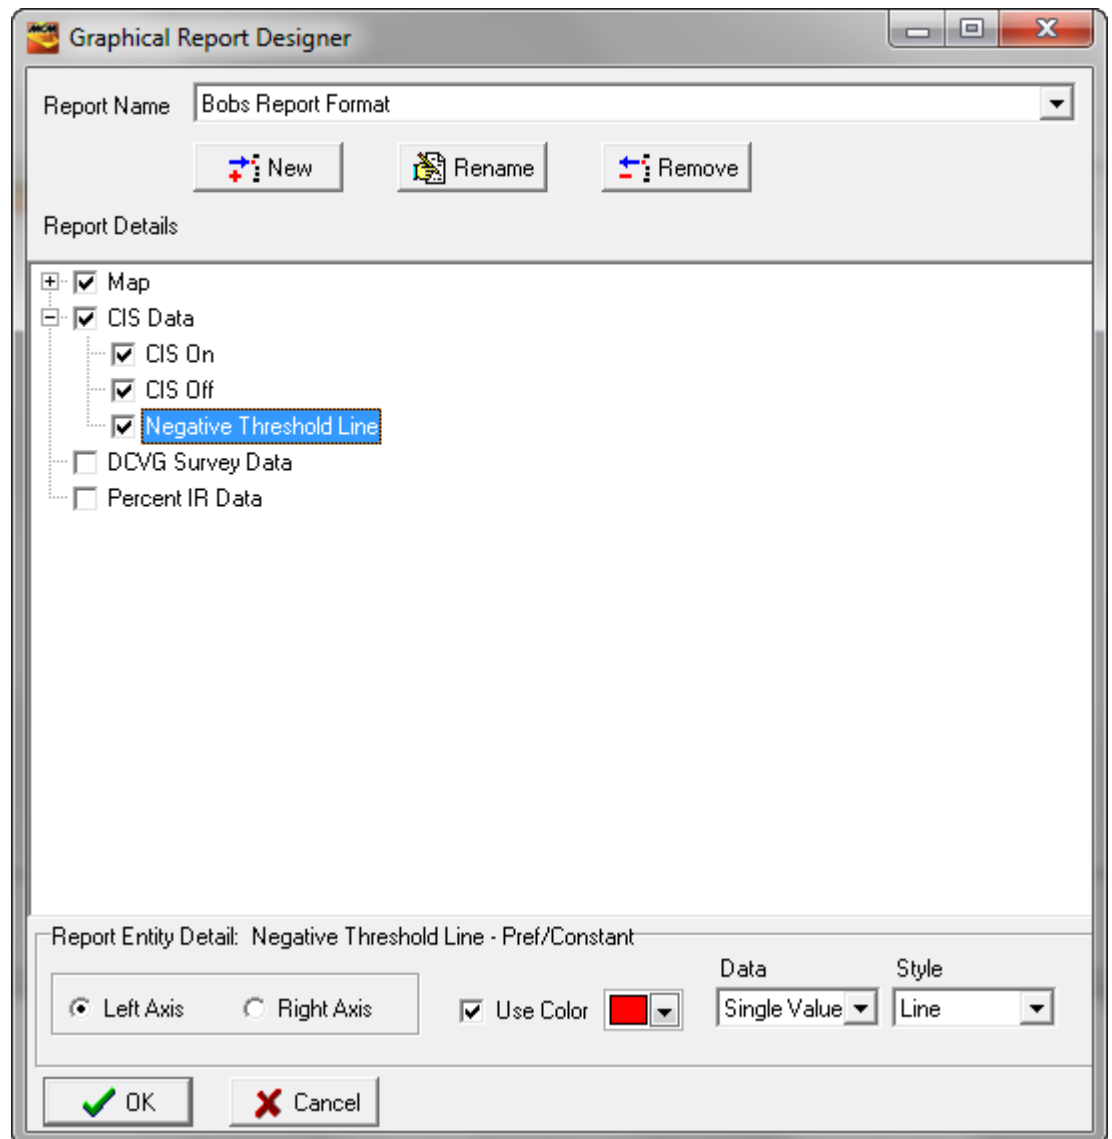 MCM
Graphical Report Designer
Report Name Bobs Report Format
New Rename Remove
Report Details
Map
CIS Data
CIS On
CIS Off
Negative Threshold Line
DCVG Survey Data
Percent IR Data
Report Entity Detail: Negative Threshold Line - Pref/Constant
Data Style
Left Axis Right Axis Use Color Single Value Line
OK Cancel